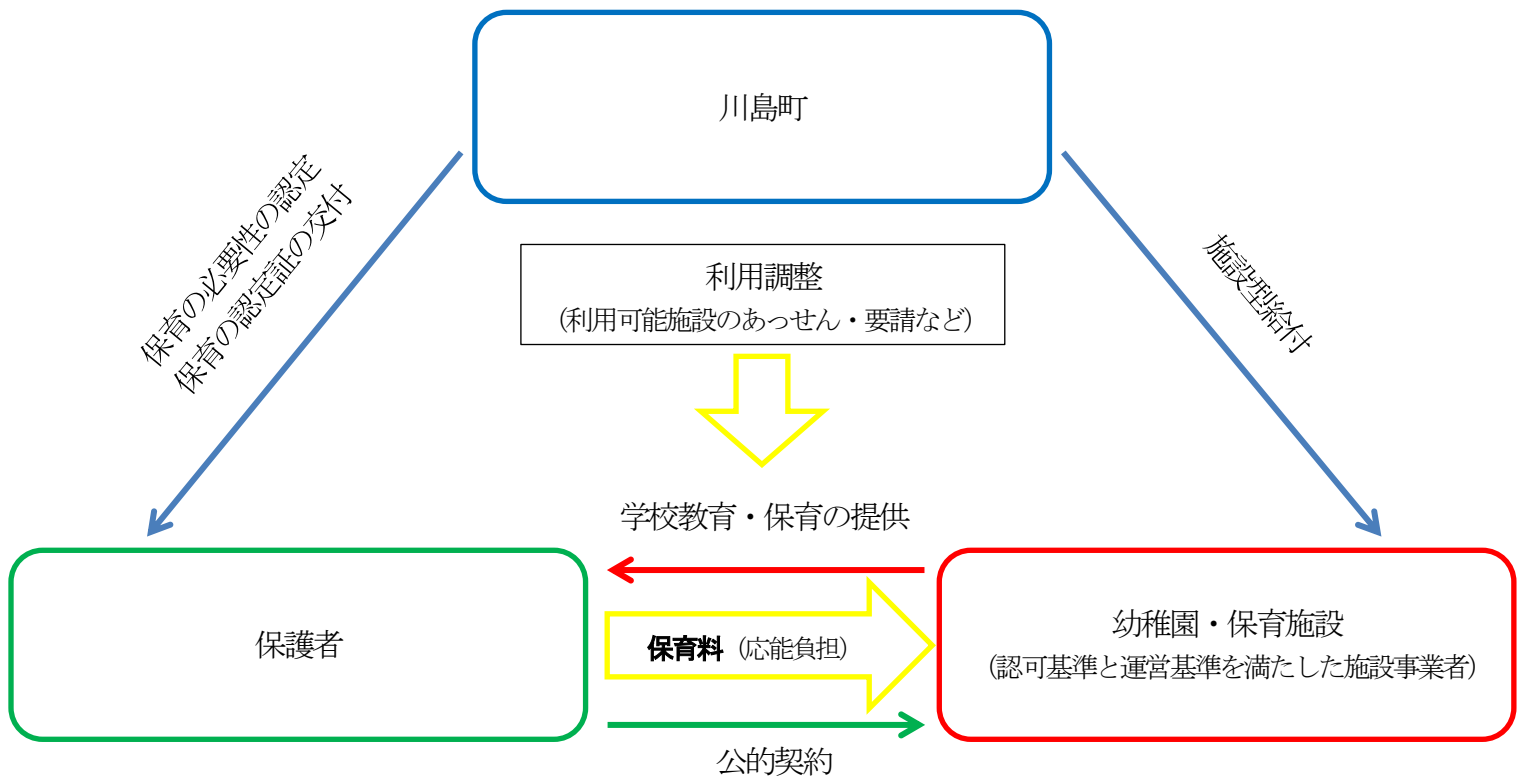 川島町
保育の必要性の認定
保育の認定証の交付
施設型給付
利用調整
（利用可能施設のあっせん・要請など）
学校教育・保育の提供
保護者
保育料（応能負担）
幼稚園・保育施設
（認可基準と運営基準を満たした施設事業者）
公的契約